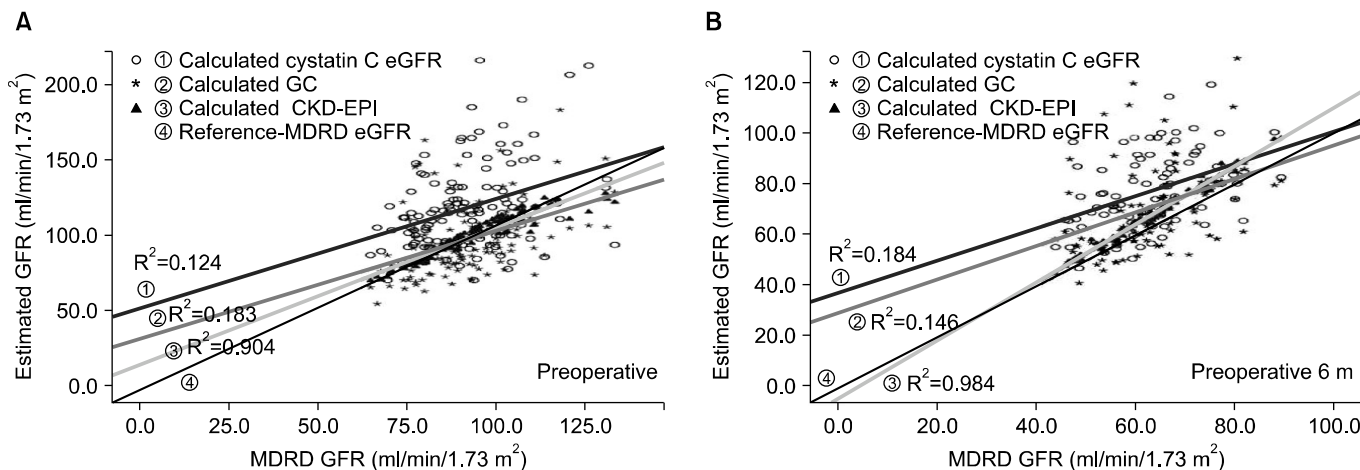 A
Estimated GFR (ml/min/1.73 m²)
200.0
150.0
100.0
50.0
0.0
① Calculated cystatin C eGFR
② Calculated GC
③ Calculated CKD-EPI
④ Reference-MDRD eGFR
R²=0.124
①
R²=0.183
②
R²=0.904
③
④
Preoperative
0.0 25.0 50.0 75.0 100.0 125.0
MDRD GFR (ml/min/1.73 m²)
B
Estimated GFR (ml/min/1.73 m²)
120.0
100.0
80.0
60.0
40.0
20.0
0.0
① Calculated cystatin C eGFR
② Calculated GC
③ Calculated CKD-EPI
④ Reference-MDRD eGFR
R²=0.184
①
② R²=0.146
④
③ R²=0.984
Preoperative 6 m
0.0 20.0 40.0 60.0 80.0 100.0
MDRD GFR (ml/min/1.73 m²)